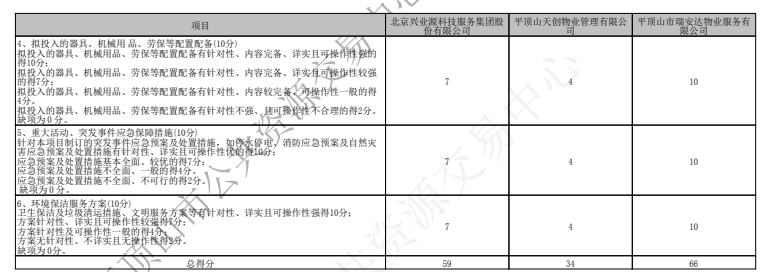 项目 北京兴业源科技服务集团股份有限公司 平顶山天创物业管理有限公司 平顶山市瑞安达物业服务有限公司
4、拟投入的器具、机械用品、劳保等配置配备(10分)
拟投入的器具、机械用品、劳保等配置配备有针对性、内容完备、详实且可操作性强的
得10分；
拟投入的器具、机械用品、劳保等配置配备有针对性、内容完备、详实且可操作性较强
的得7分；
拟投入的器具、机械用品、劳保等配置配备有针对性、内容较完备、可操作性一般的得
4分。
拟投入的器具、机械用品、劳保等配置配备有针对性不强、且可操作性不合理的得2分。
缺项为0分。
7 4 10
5、重大活动、突发事件应急保障措施(10分)
针对本项目制订的突发事件应急预案及处置措施，如停水停电、消防应急预案及自然灾
害应急预案及处置措施有针对性、详实且可操作性优的得10分；
应急预案及处置措施基本全面、较优的得7分；
应急预案及处置措施不全面、一般的得4分。
应急预案及处置措施不全面、不可行的得2分。
缺项为0分。
7 4 10
6、环境保洁服务方案(10分)
卫生保洁及垃圾清运措施、文明服务方案等有针对性、详实且可操作性强得10分；
方案针对性、详实且可操作性较强得7分；
方案针对性及可操作性一般的得4分；
方案无针对性、不详实且无操作性得2分。
缺项为0分。
7 4 10
总得分 59 34 66